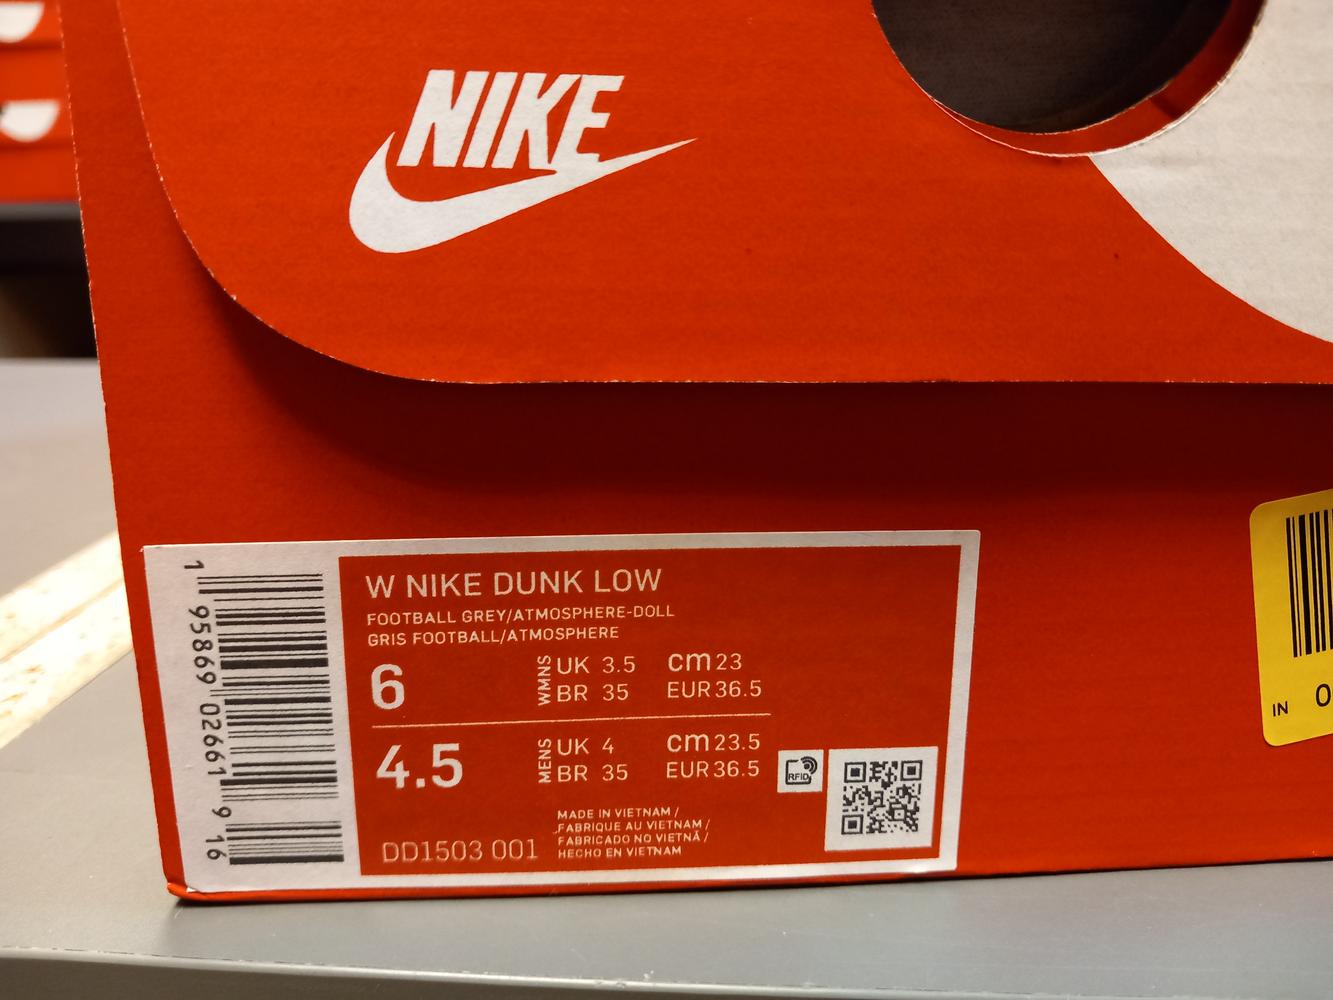 NIKE
W NIKE DUNK LOW
FOOTBALL GREY/ATMOSPHERE-DOLL
GRIS FOOTBALL/ATMOSPHERE
6 WMNS UK 3.5 cm 23
BR 35 EUR 36.5
4.5 MENS UK 4 cm 23.5
BR 35 EUR 36.5
RFID
MADE IN VIETNAM /
FABRIQUE AU VIETNAM /
FABRICADO NO VIETNÃ /
HECHO EN VIETNAM
DD1503 001
1 95869 02661 9 16
IN 0